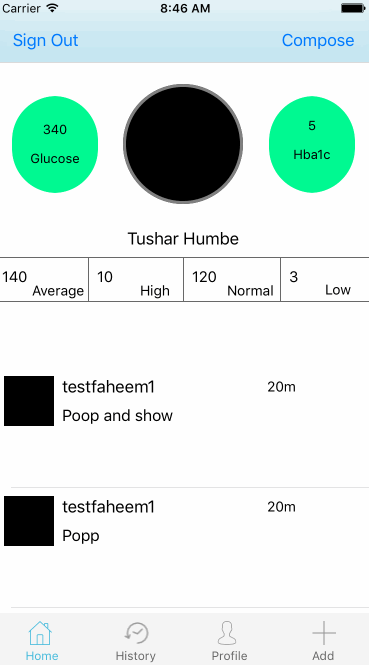 Carrier 8:46 AM
Sign Out Compose
340
Glucose
5
Hba1c
Tushar Humbe
140 10 120 3
Average High Normal Low
testfaheem1 20m
Poop and show
testfaheem1 20m
Popp
Home History Profile Add